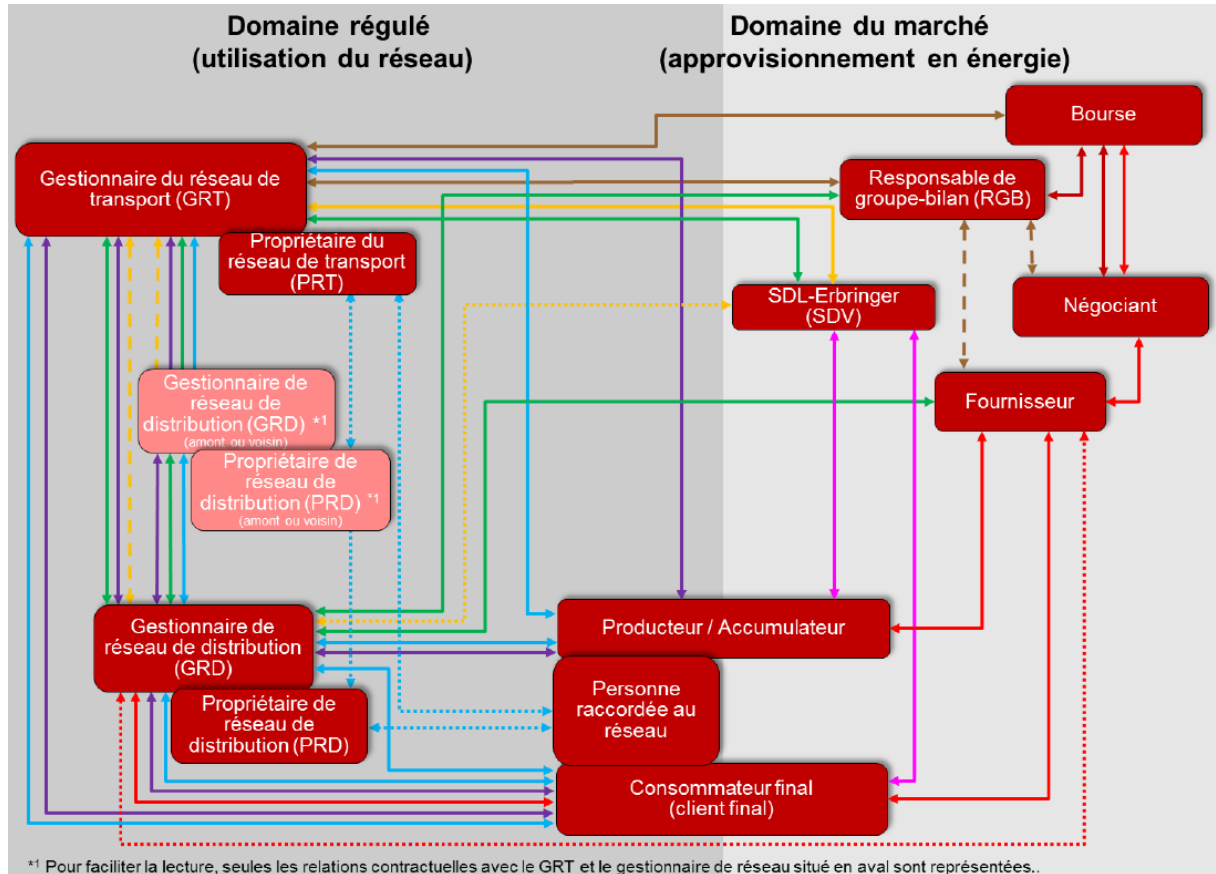 Domaine régulé
(utilisation du réseau)
Domaine du marché
(approvisionnement en énergie)
Bourse
Gestionnaire du réseau de
transport (GRT)
Responsable de
groupe-bilan (RGB)
Propriétaire du
réseau de transport
(PRT)
SDL-Erbringer
(SDV)
Négociant
Gestionnaire de
réseau de
distribution (GRD) *1
(amont ou voisin)
Fournisseur
Propriétaire de
réseau de
distribution (PRD) *1
(amont ou voisin)
Gestionnaire de
réseau de distribution
(GRD)
Producteur / Accumulateur
Propriétaire de
réseau de
distribution (PRD)
Personne
raccordée au
réseau
Consommateur final
(client final)
*1 Pour faciliter la lecture, seules les relations contractuelles avec le GRT et le gestionnaire de réseau situé en aval sont représentées..